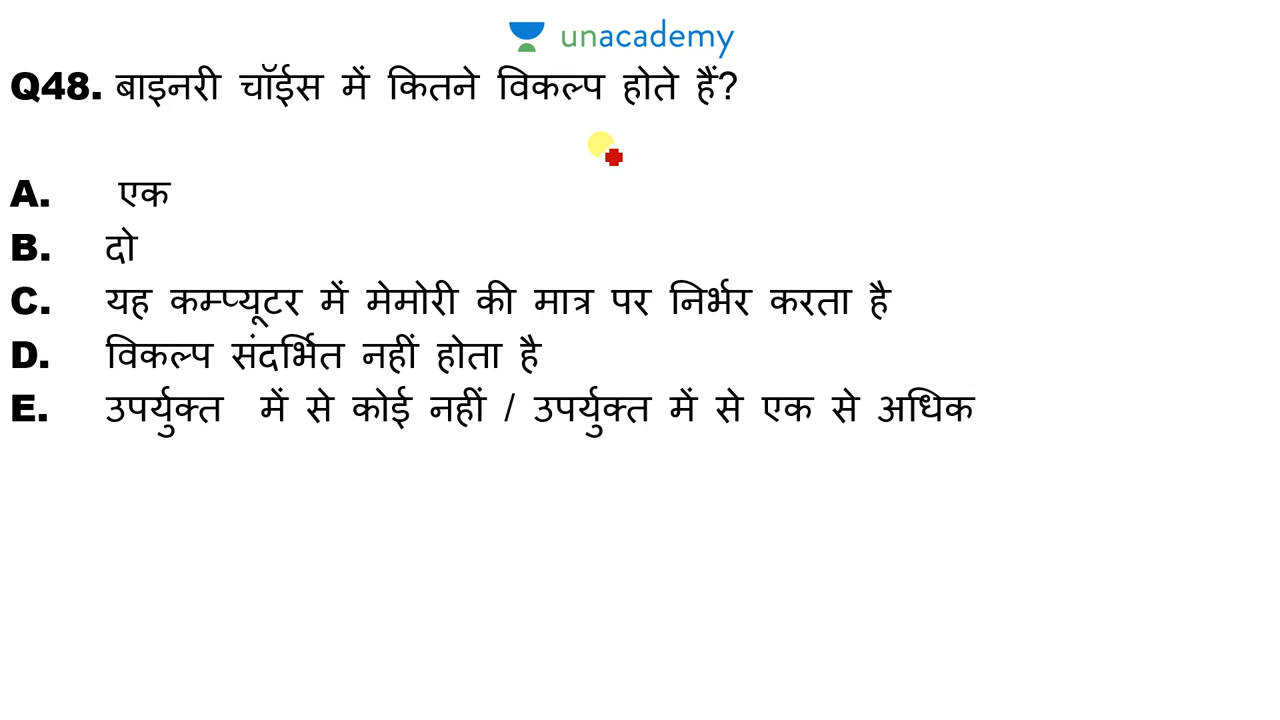 unacademy
Q48. बाइनरी चॉईस में कितने विकल्प होते हैं?
A. एक
B. दो
C. यह कम्प्यूटर में मेमोरी की मात्र पर निर्भर करता है
D. विकल्प संदर्भित नहीं होता है
E. उपर्युक्त में से कोई नहीं / उपर्युक्त में से एक से अधिक